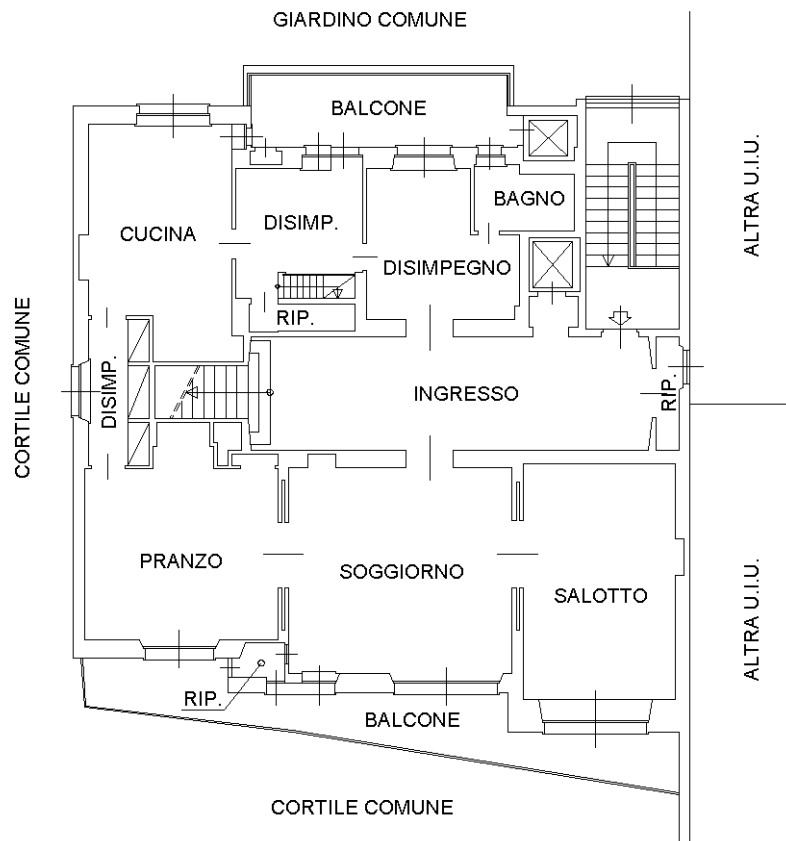 GIARDINO COMUNE
BALCONE
ALTRA U.I.U.
BAGNO
CUCINA
DISIMP.
DISIMPEGNO
RIP.
CORTILE COMUNE
DISIMP.
INGRESSO
RIP.
PRANZO
SOGGIORNO
SALOTTO
ALTRA U.I.U.
RIP.
BALCONE
CORTILE COMUNE